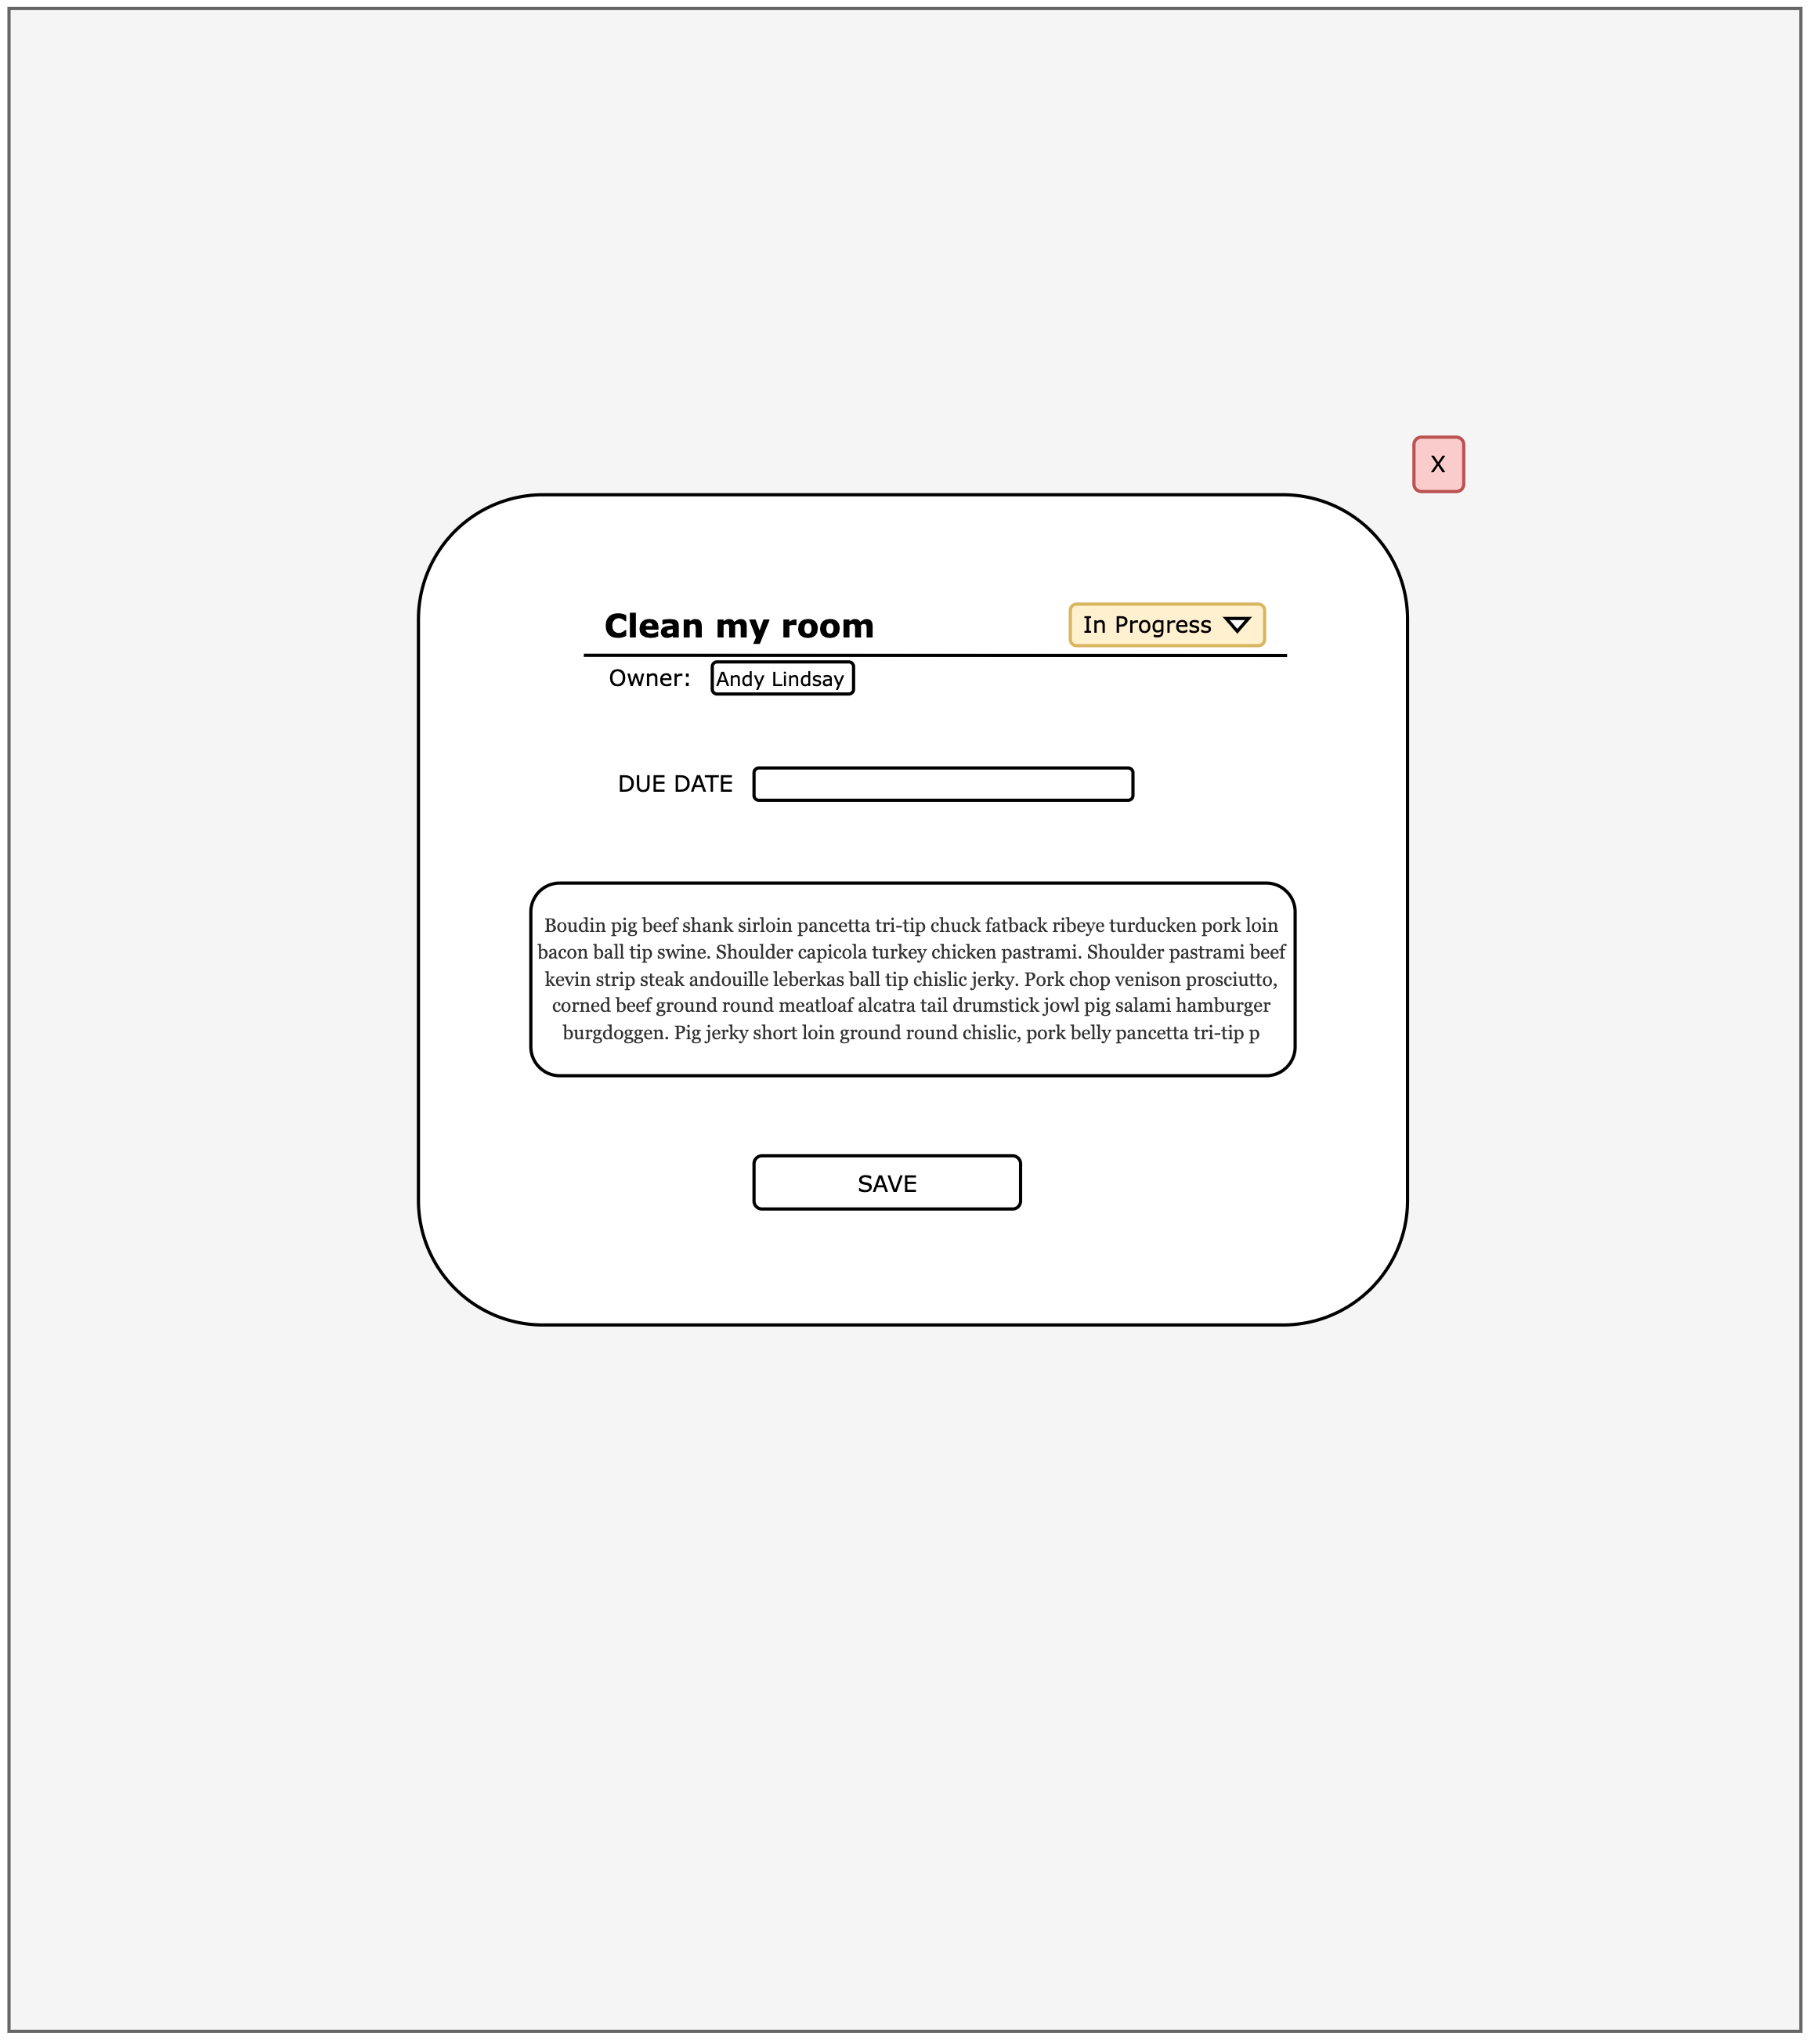 X
Clean my room
In Progress
Owner: Andy Lindsay
DUE DATE
Boudin pig beef shank sirloin pancetta tri-tip chuck fatback ribeye turducken pork loin
bacon ball tip swine. Shoulder capicola turkey chicken pastrami. Shoulder pastrami beef
kevin strip steak andouille leberkas ball tip chislic jerky. Pork chop venison prosciutto,
corned beef ground round meatloaf alcatra tail drumstick jowl pig salami hamburger
burgdoggen. Pig jerky short loin ground round chislic, pork belly pancetta tri-tip p
SAVE